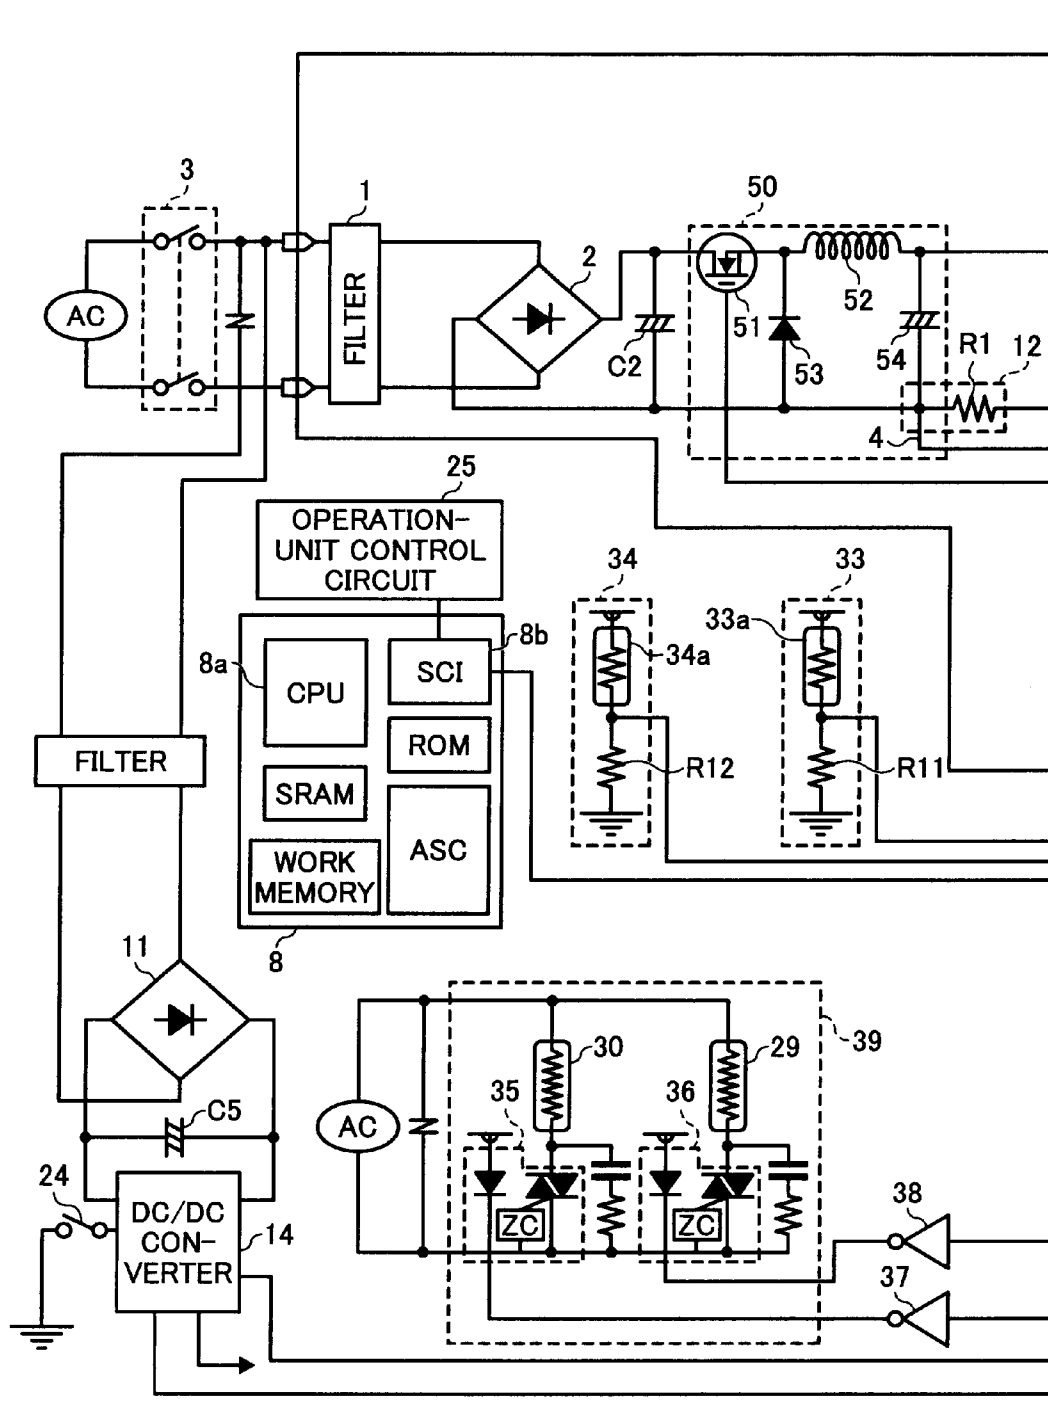 3
1
50
2
AC
FILTER
C2
51
52
53
54
R1
12
4
25
OPERATION-
UNIT CONTROL
CIRCUIT
34
33
8a
8b
CPU
SCI
33a
34a
ROM
FILTER
SRAM
R12
R11
WORK
MEMORY
ASC
11
8
30
29
39
35
36
C5
AC
24
DC/DC
CON-
VERTER
14
ZC
ZC
38
37